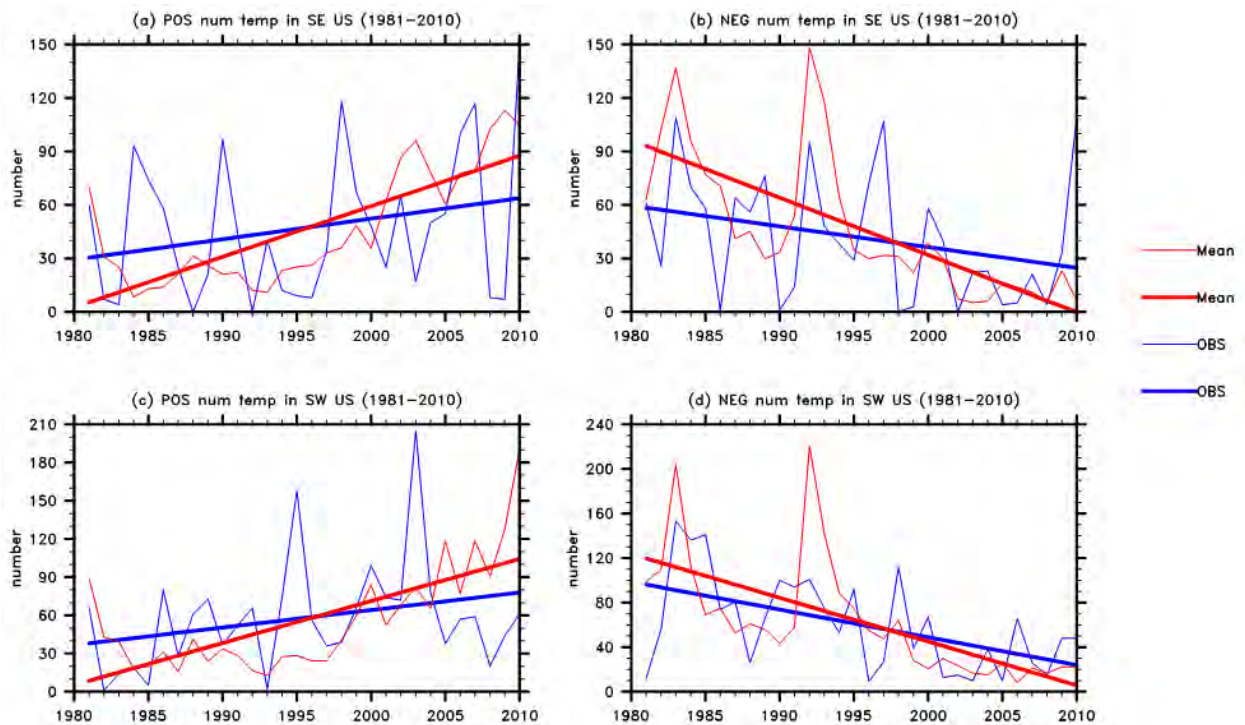 (a) POS num temp in SE US (1981-2010)
150
120
90
60
30
0
number
1980 1985 1990 1995 2000 2005 2010
(b) NEG num temp in SE US (1981-2010)
150
120
90
60
30
0
number
1980 1985 1990 1995 2000 2005 2010
Mean
Mean
OBS
OBS
(c) POS num temp in SW US (1981-2010)
210
180
150
120
90
60
30
0
number
1980 1985 1990 1995 2000 2005 2010
(d) NEG num temp in SW US (1981-2010)
240
200
160
120
80
40
0
number
1980 1985 1990 1995 2000 2005 2010